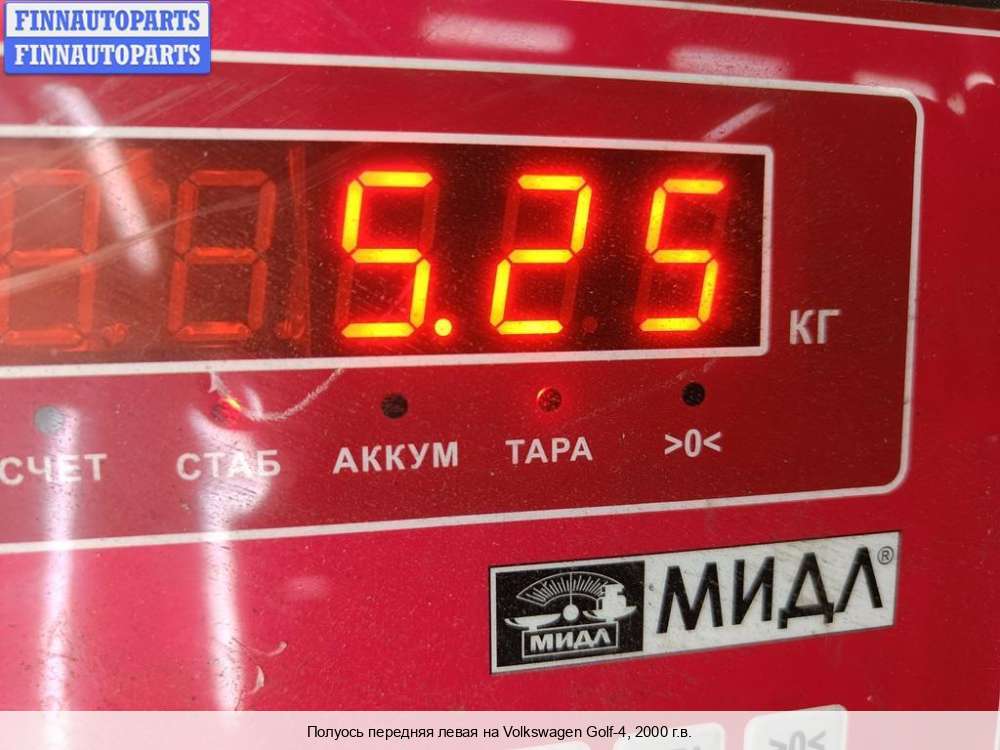 FINNAUTOPARTS
FINNAUTOPARTS
5.25
КГ
СЧЕТ СТАБ АККУМ ТАРА >0<
МИДЛ МИДЛ®
>0<
Полуось передняя левая на Volkswagen Golf-4, 2000 г.в.